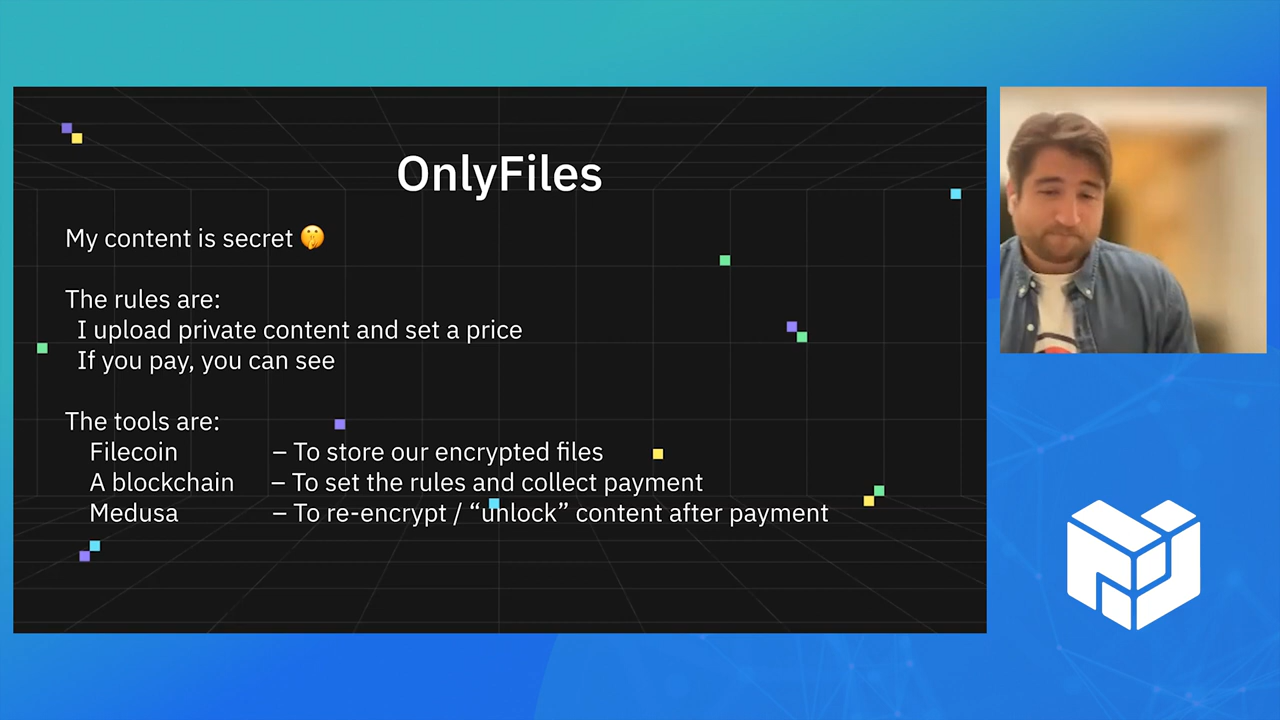 OnlyFiles
My content is secret 🤫
The rules are:
I upload private content and set a price
If you pay, you can see
The tools are:
Filecoin – To store our encrypted files
A blockchain – To set the rules and collect payment
Medusa – To re-encrypt / “unlock” content after payment